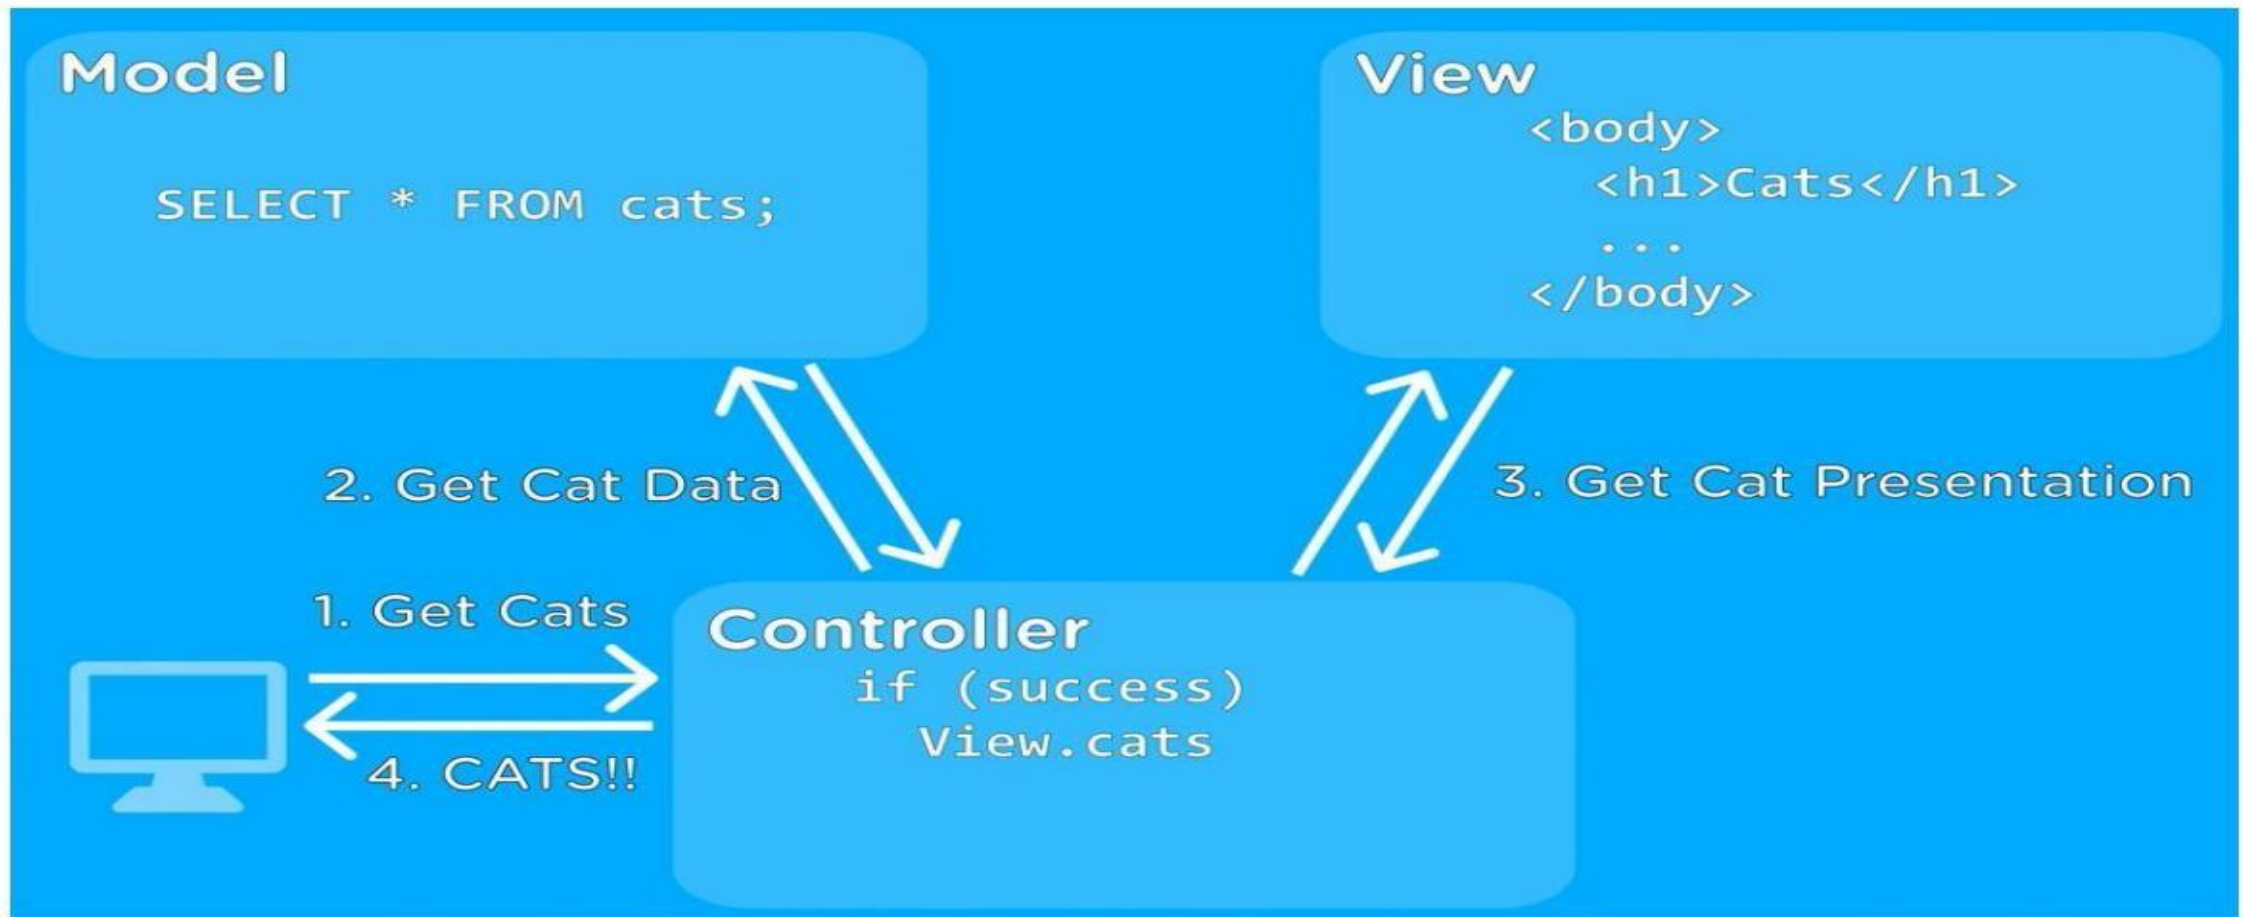 Model
SELECT * FROM cats;
View
<body>
<h1>Cats</h1>
...
</body>
2. Get Cat Data
3. Get Cat Presentation
1. Get Cats
4. CATS!!
Controller
if (success)
View.cats